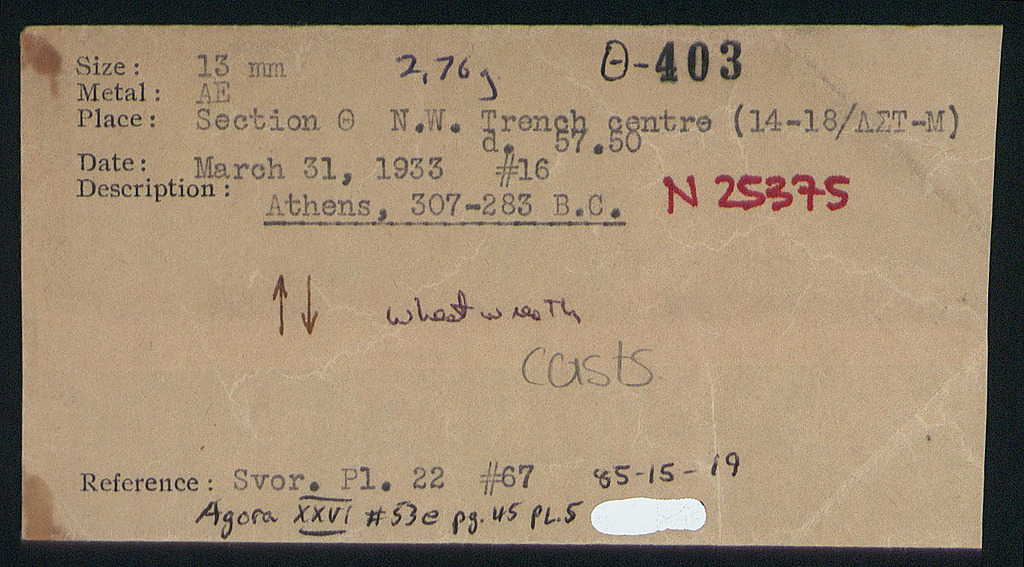 Θ-403
Size: 13 mm 2,76g
Metal: AE
Place: Section Θ N.W. Trench centre (14-18/ΛΣΤ-Μ)
d. 57.50
Date: March 31, 1933 #16
Description: N 25375
Athens, 307-283 B.C.
↑↓ wheat wreath
casts
Reference: Svor. Pl. 22 #67 85-15-19
Agora XXVI #53e pg. 45 PL.5